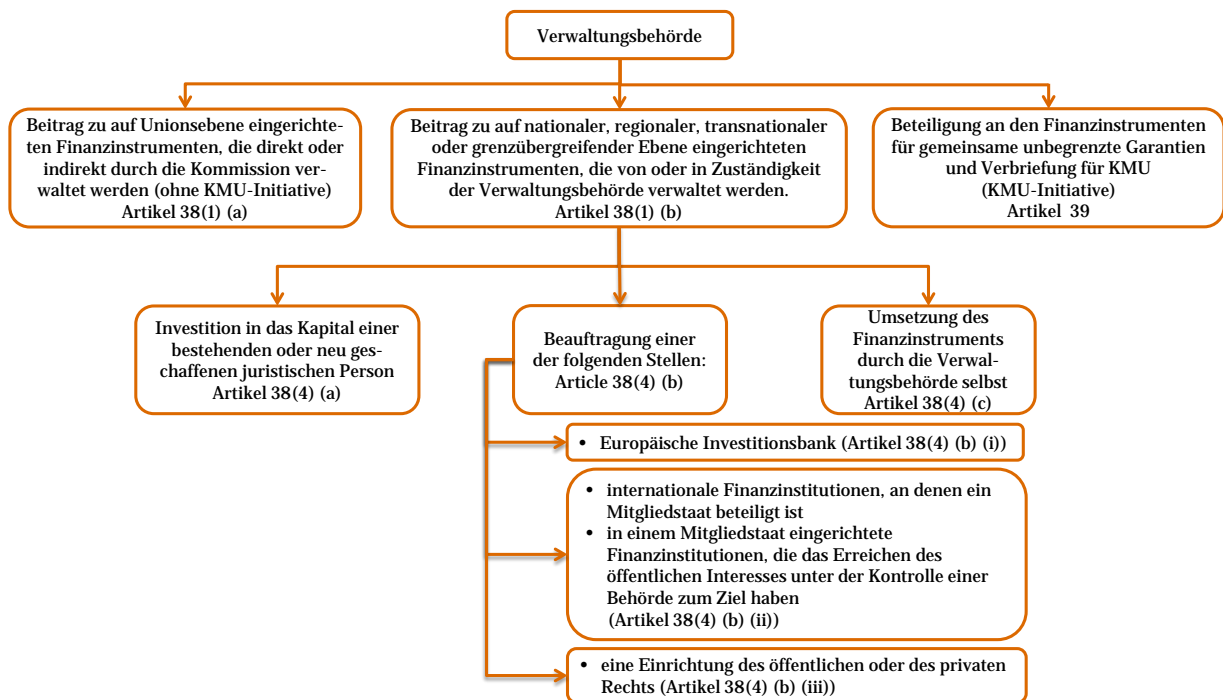 Verwaltungsbehörde
Beitrag zu auf Unionsebene eingerichte-
ten Finanzinstrumenten, die direkt oder
indirekt durch die Kommission ver-
waltet werden (ohne KMU-Initiative)
Artikel 38(1) (a)
Beitrag zu auf nationaler, regionaler, transnationaler
oder grenzübergreifender Ebene eingerichteten
Finanzinstrumenten, die von oder in Zuständigkeit
der Verwaltungsbehörde verwaltet werden.
Artikel 38(1) (b)
Beteiligung an den Finanzinstrumenten
für gemeinsame unbegrenzte Garantien
und Verbriefung für KMU
(KMU-Initiative)
Artikel 39
Investition in das Kapital einer
bestehenden oder neu ges-
chaffenen juristischen Person
Artikel 38(4) (a)
Beauftragung einer
der folgenden Stellen:
Article 38(4) (b)
Umsetzung des
Finanzinstruments
durch die Verwal-
tungsbehörde selbst
Artikel 38(4) (c)
• Europäische Investitionsbank (Artikel 38(4) (b) (i))
• internationale Finanzinstitutionen, an denen ein
Mitgliedstaat beteiligt ist
• in einem Mitgliedstaat eingerichtete
Finanzinstitutionen, die das Erreichen des
öffentlichen Interesses unter der Kontrolle einer
Behörde zum Ziel haben
(Artikel 38(4) (b) (ii))
• eine Einrichtung des öffentlichen oder des privaten
Rechts (Artikel 38(4) (b) (iii))